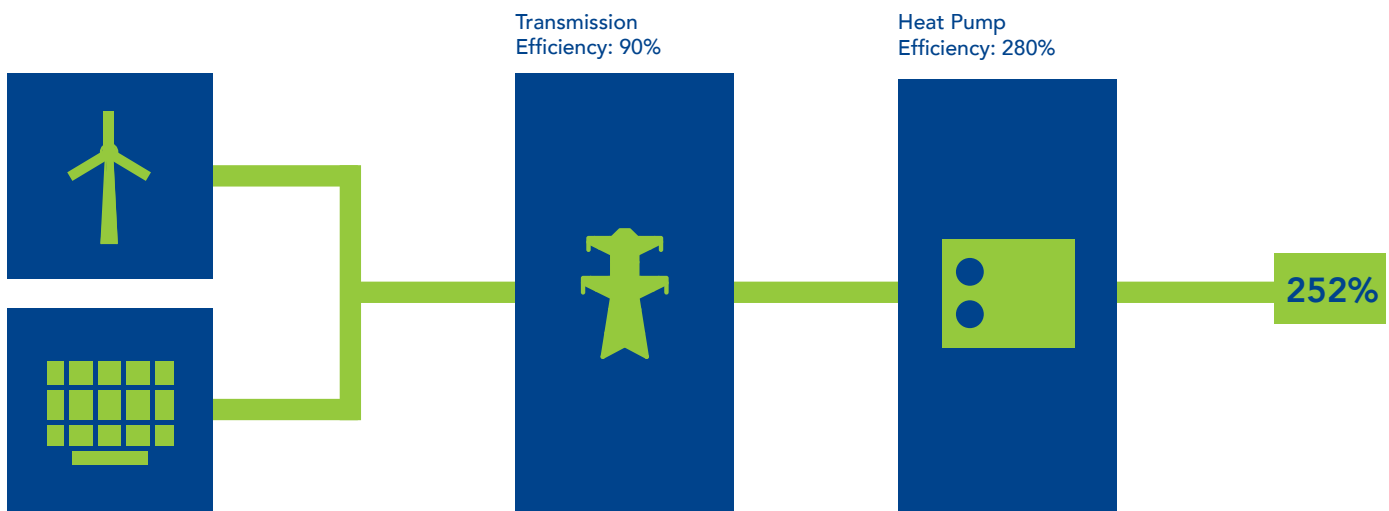 Transmission
Efficiency: 90%
Heat Pump
Efficiency: 280%
252%